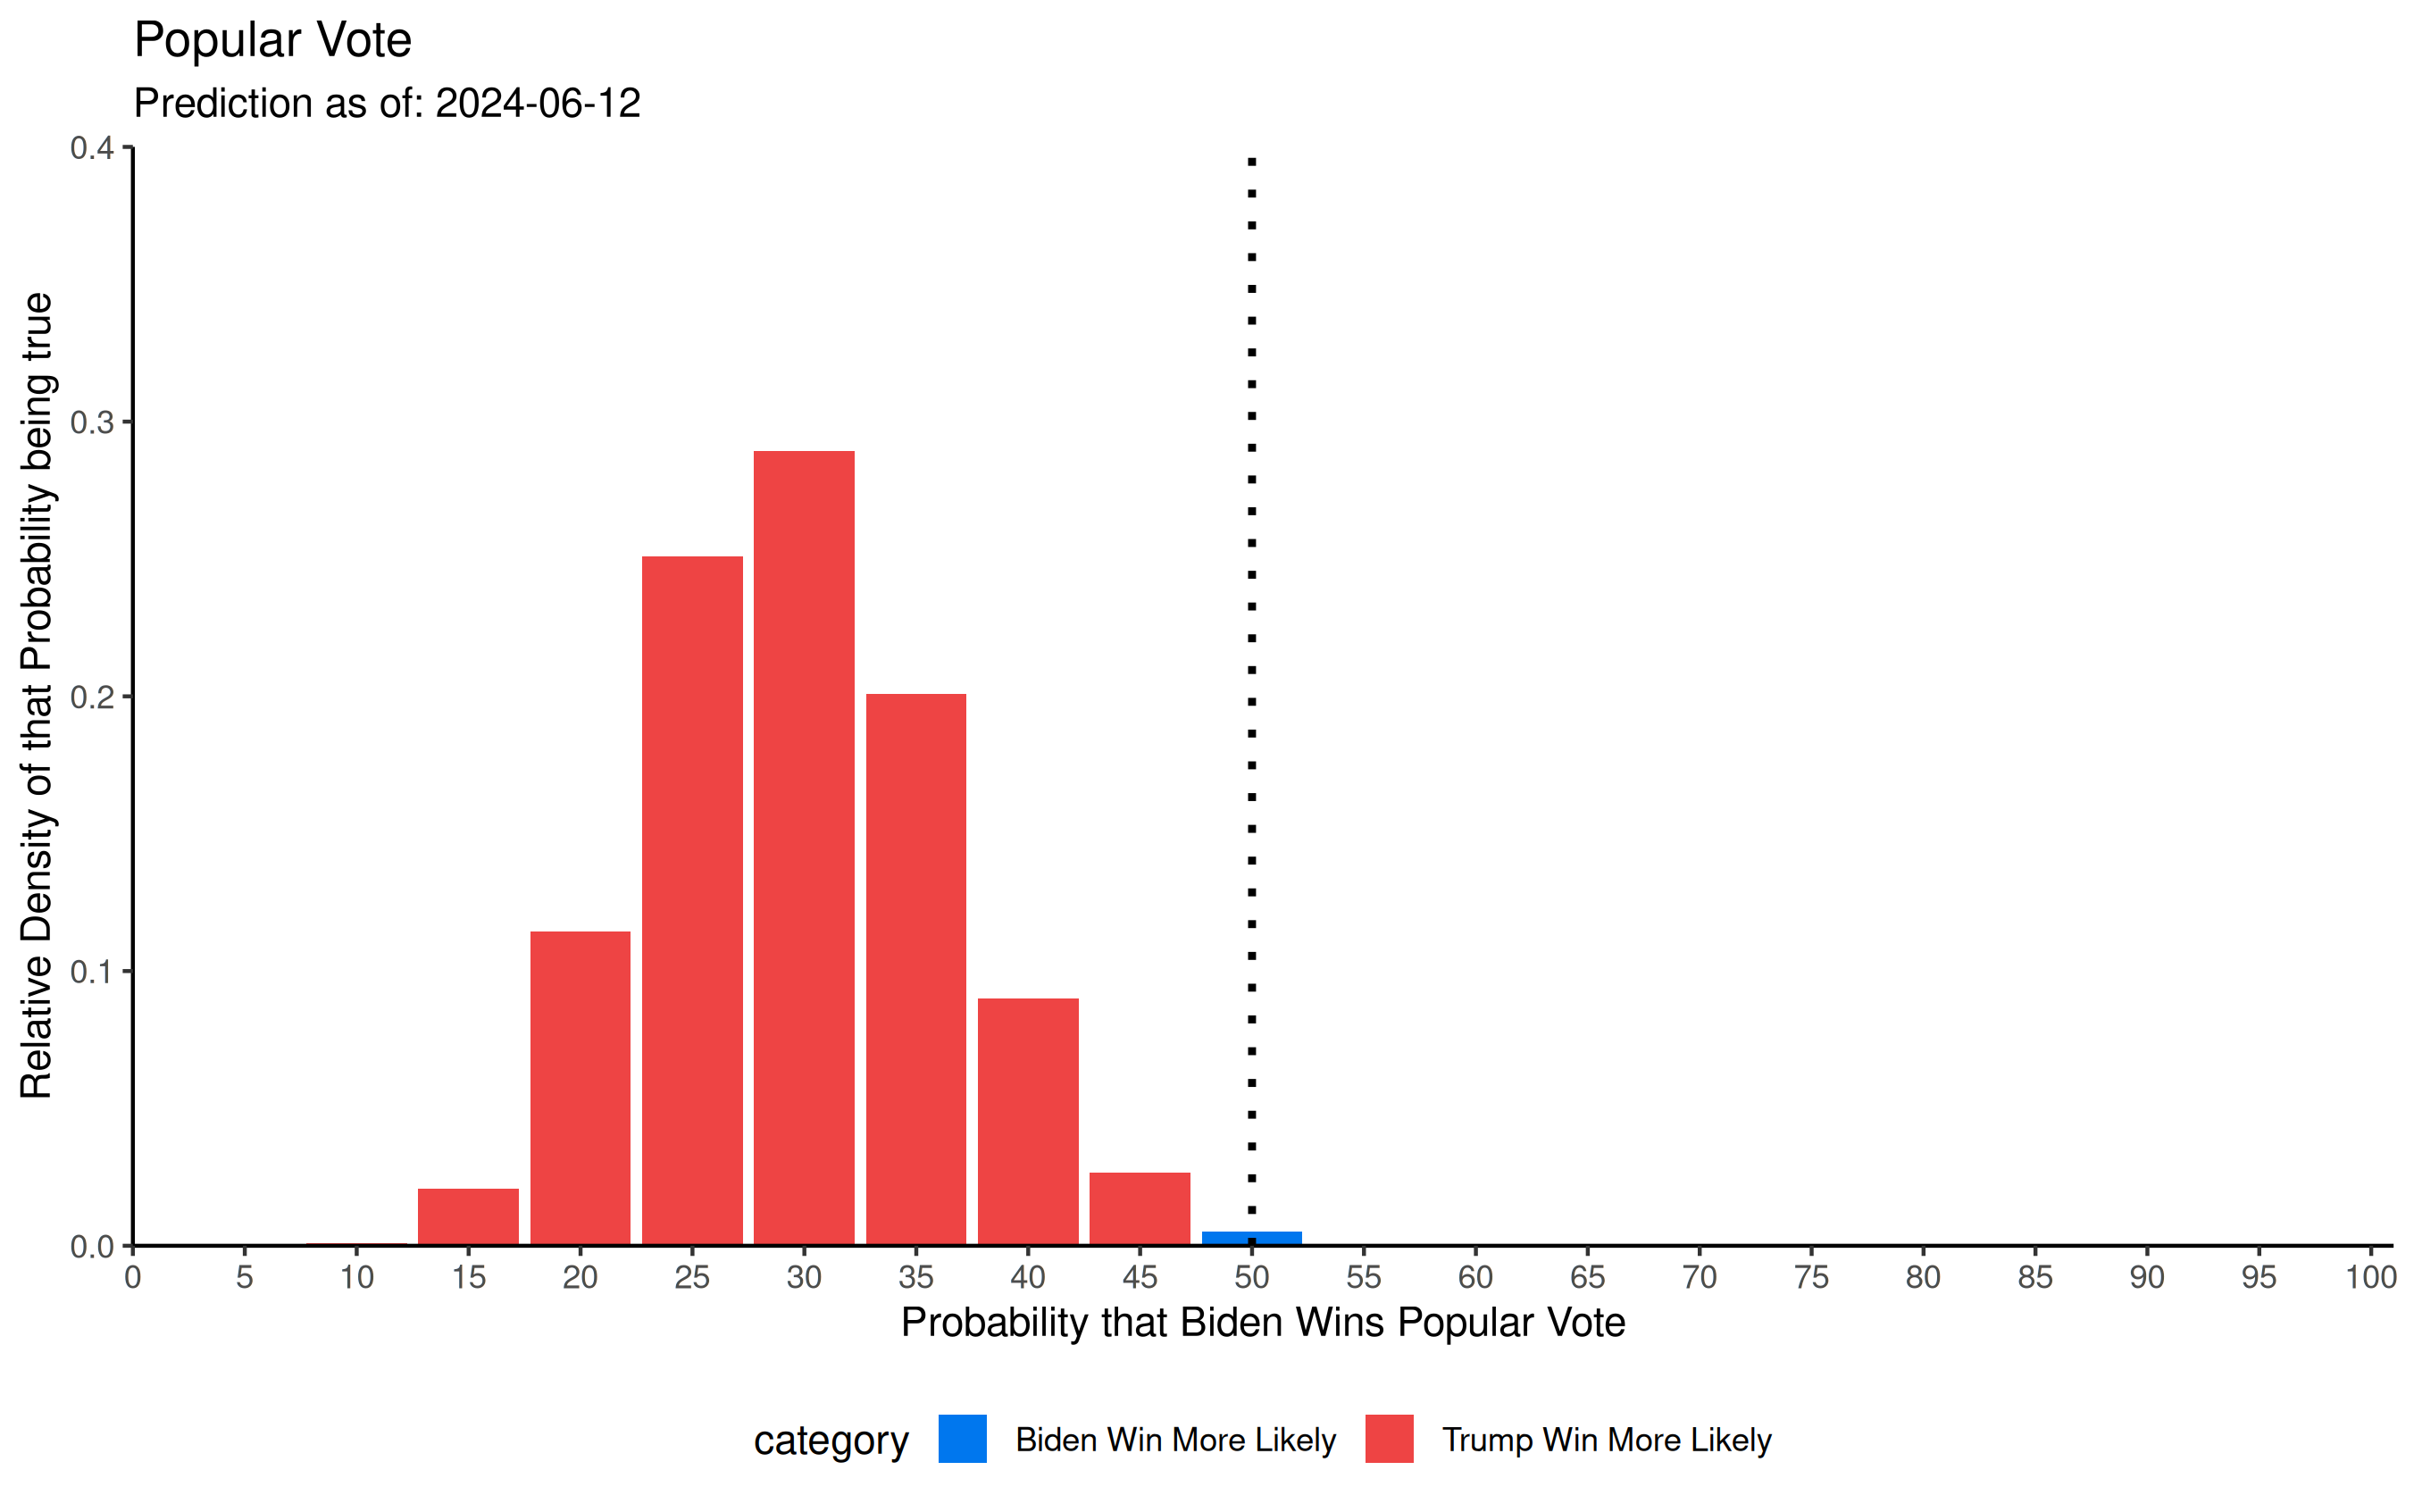 Popular Vote
Prediction as of: 2024-06-12
Relative Density of that Probability being true
0.4
0.3
0.2
0.1
0.0
0 5 10 15 20 25 30 35 40 45 50 55 60 65 70 75 80 85 90 95 100
Probability that Biden Wins Popular Vote
category Biden Win More Likely Trump Win More Likely